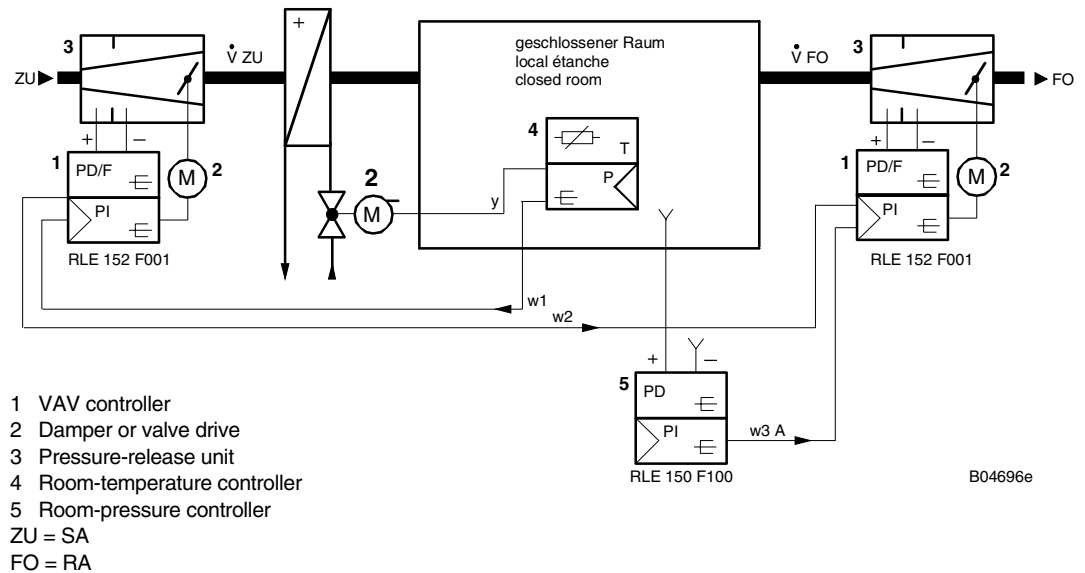 3
+
3
V̇ ZU
geschlossener Raum
local étanche
closed room
V̇ FO
ZU
FO
4
T
P
+ –
1
PD/F
PI
M
2
RLE 152 F001
2
M
y
+ –
1
PD/F
PI
M
2
RLE 152 F001
w1
w2
+ –
5
PD
PI
w3 A
RLE 150 F100
B04696e
1 VAV controller
2 Damper or valve drive
3 Pressure-release unit
4 Room-temperature controller
5 Room-pressure controller
ZU = SA
FO = RA